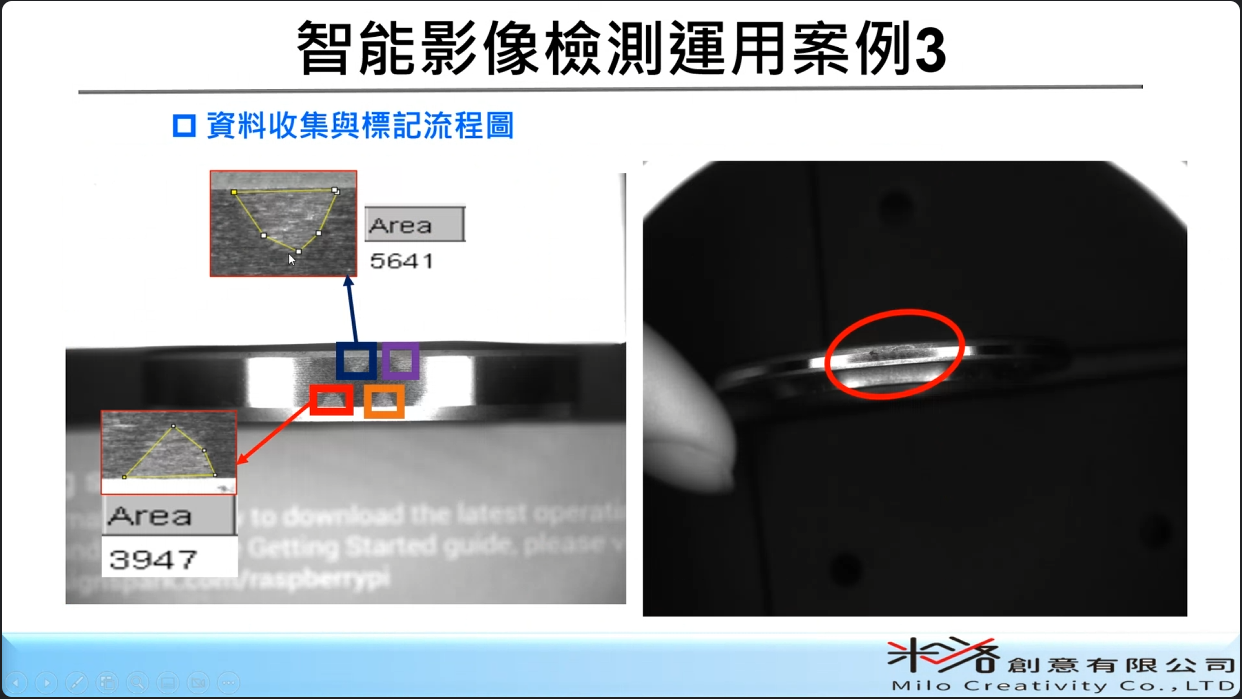 智能影像檢測運用案例3
資料收集與標記流程圖
Area
5641
Area
3947
to download the latest operati
Getting Started guide, please v
.com/raspberrypi
米洛創意有限公司
Milo Creativity Co.,LTD